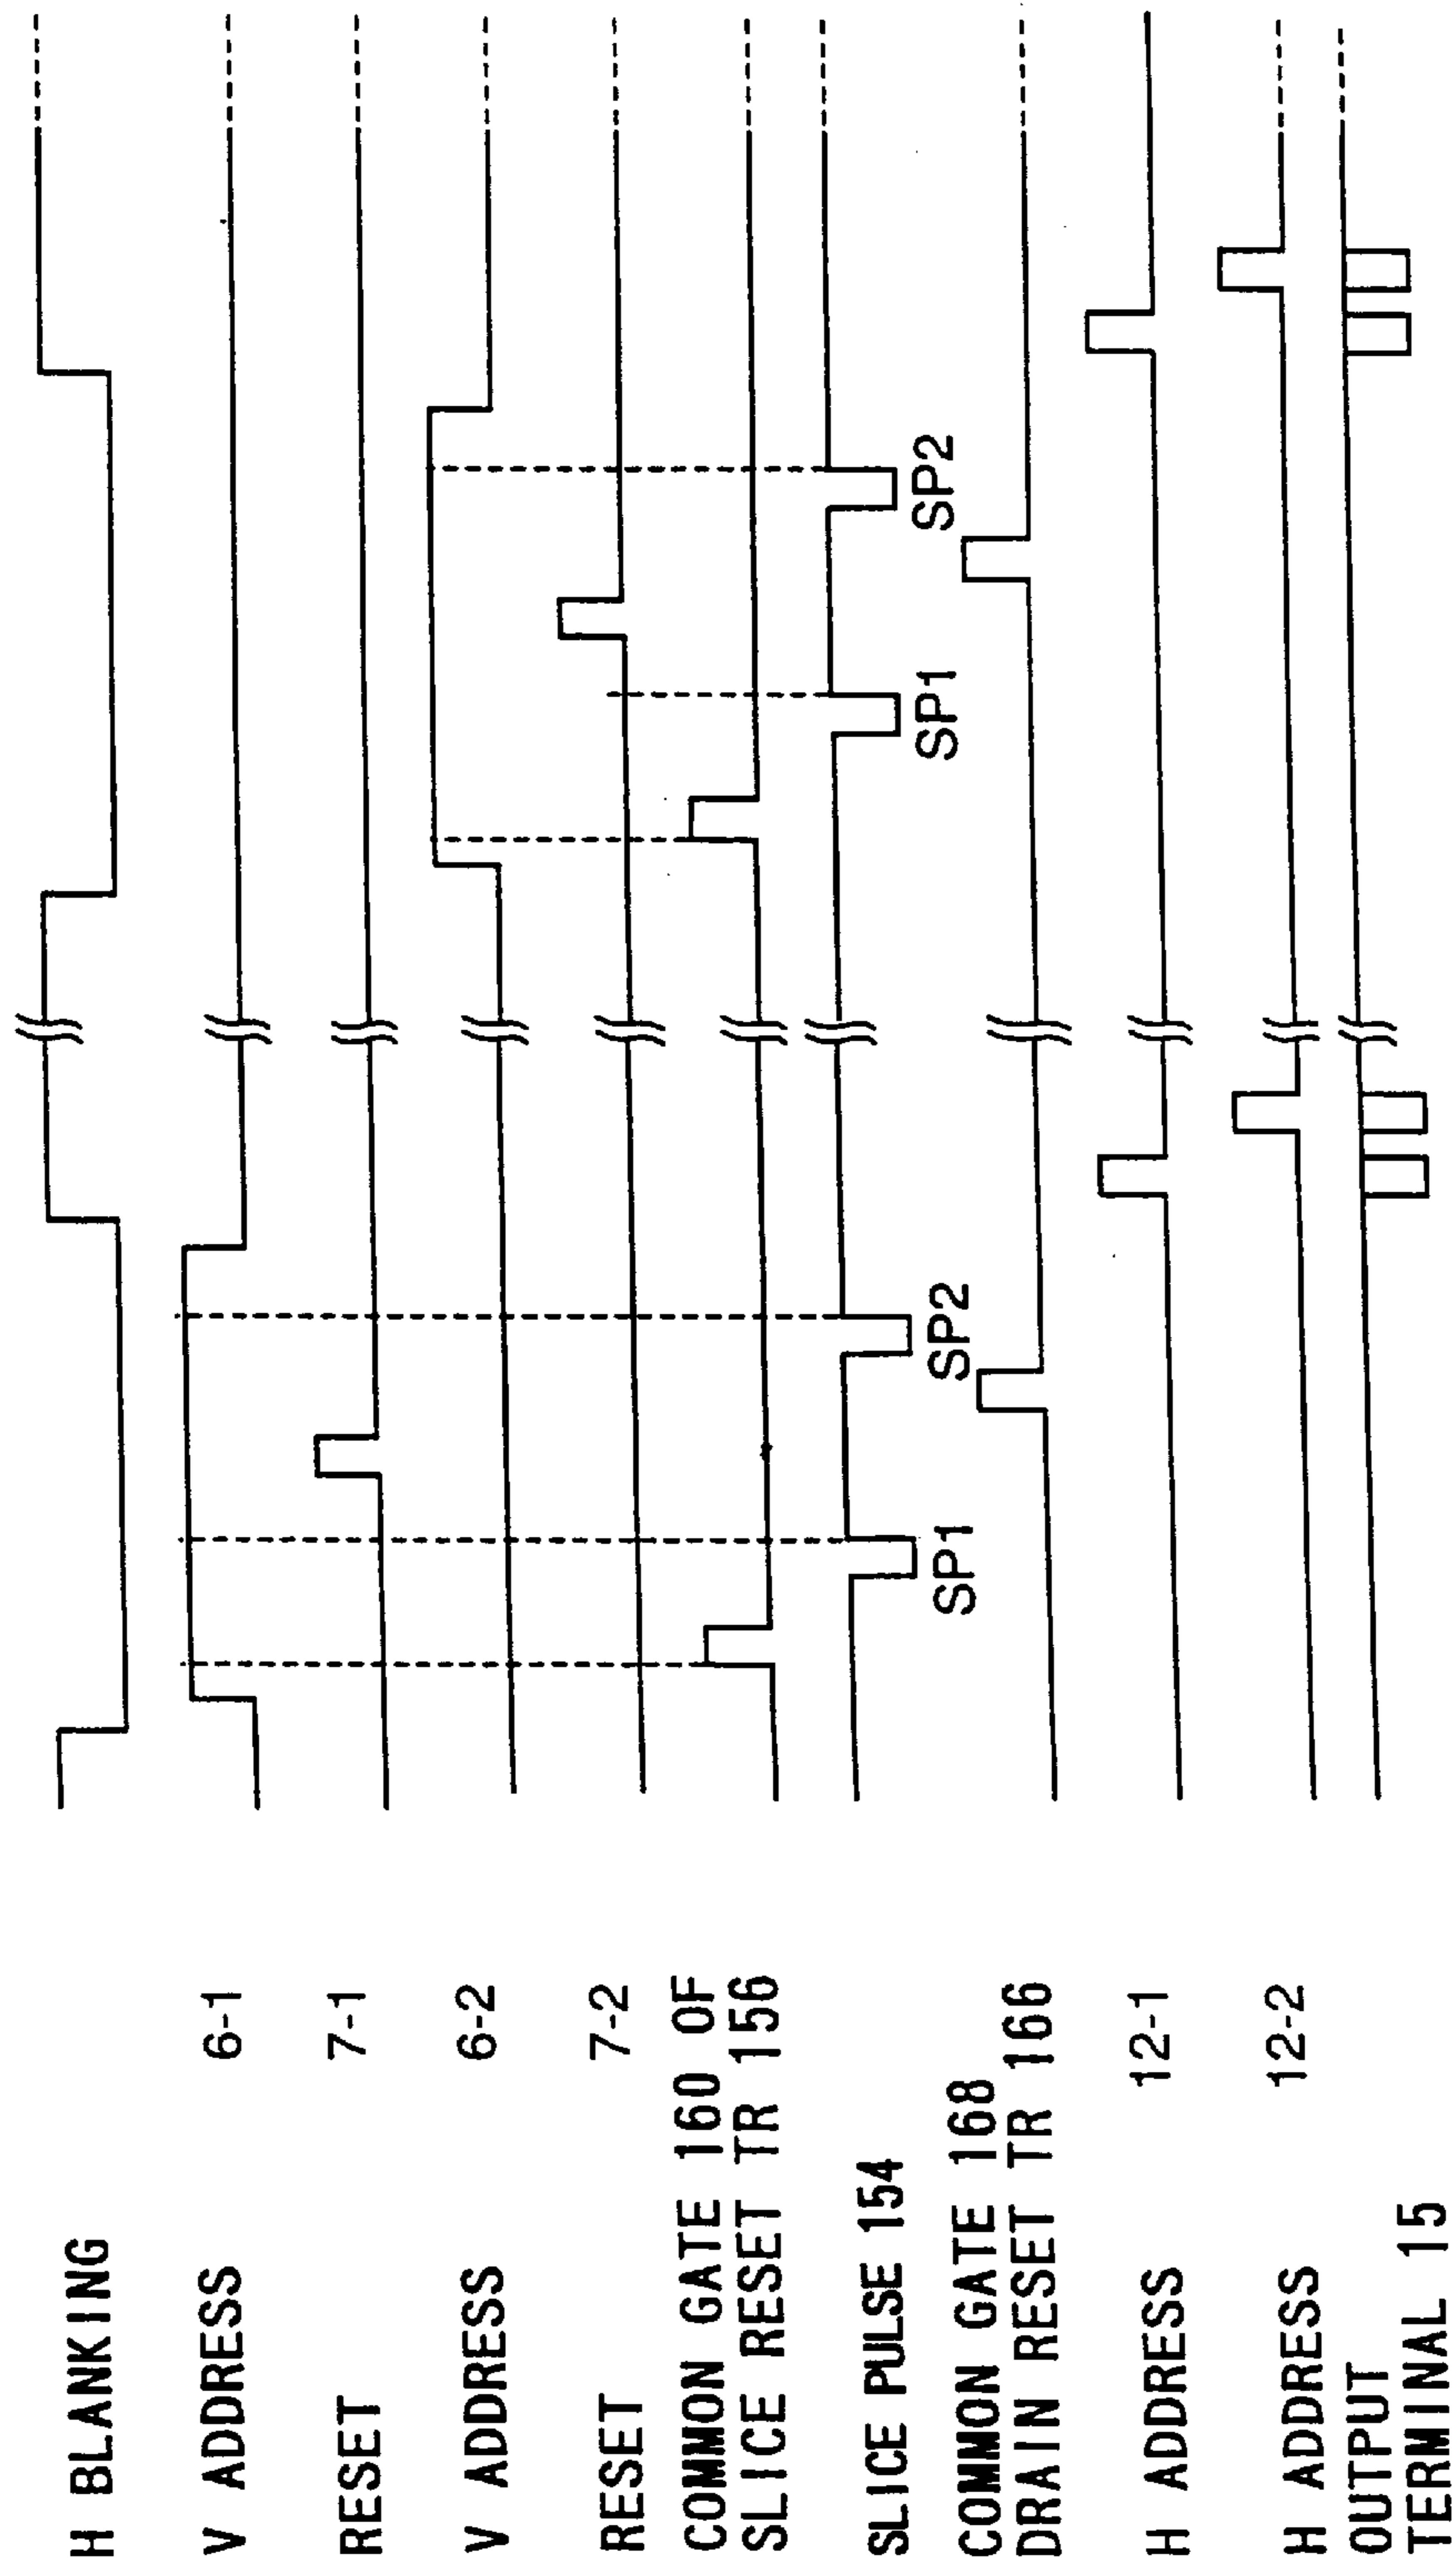 H BLANKING
V ADDRESS 6-1
RESET 7-1
V ADDRESS 6-2
RESET 7-2
COMMON GATE 160 OF
SLICE RESET TR 156
SLICE PULSE 154
SP1 SP2 SP1 SP2
COMMON GATE 168
DRAIN RESET TR 166
H ADDRESS 12-1
H ADDRESS 12-2
OUTPUT
TERMINAL 15